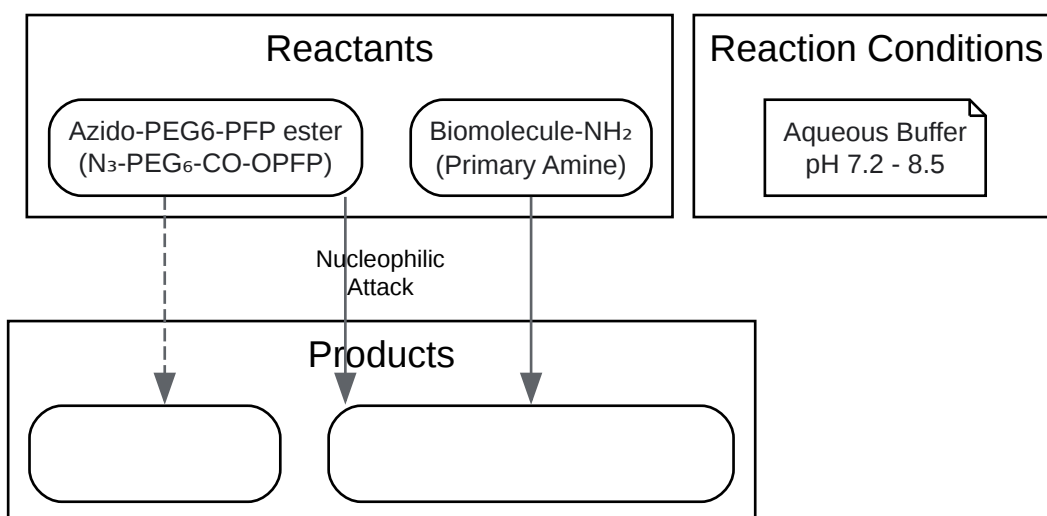 Reactants
Azido-PEG6-PFP ester
(N₃-PEG₆-CO-OPFP)
Biomolecule-NH₂
(Primary Amine)
Reaction Conditions
Aqueous Buffer
pH 7.2 - 8.5
Nucleophilic
Attack
Products